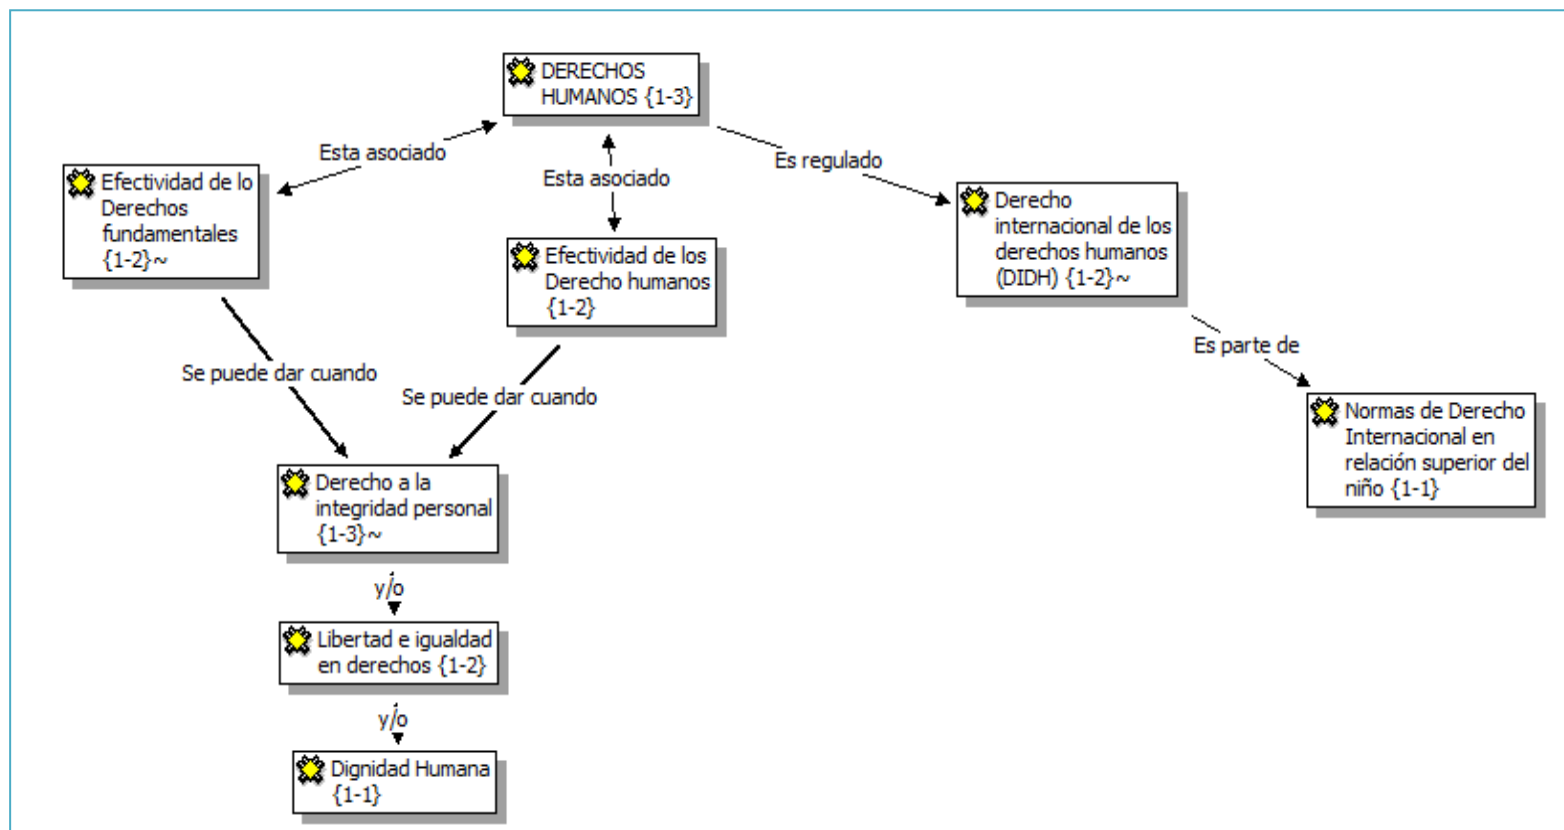 DERECHOS
HUMANOS {1-3}
Esta asociado
Esta asociado
Es regulado
Efectividad de lo
Derechos
fundamentales
{1-2}~
Efectividad de los
Derecho humanos
{1-2}
Derecho
internacional de los
derechos humanos
(DIDH) {1-2}~
Es parte de
Se puede dar cuando
Se puede dar cuando
Normas de Derecho
Internacional en
relación superior del
niño {1-1}
Derecho a la
integridad personal
{1-3}~
y/o
Libertad e igualdad
en derechos {1-2}
y/o
Dignidad Humana
{1-1}